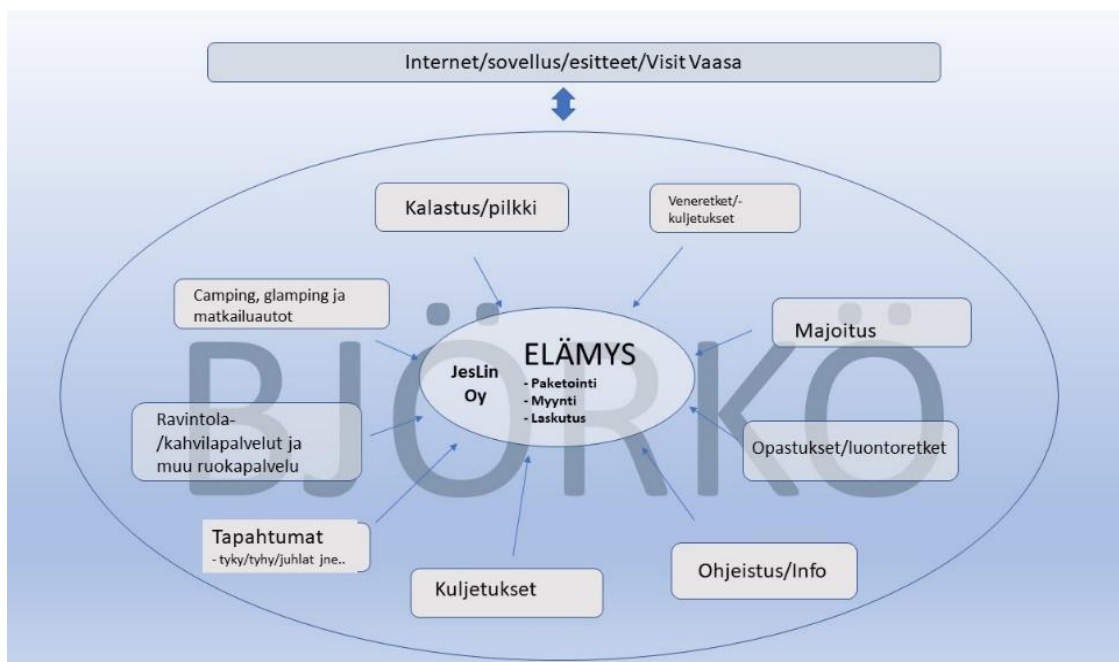 Internet/sovellus/esitteet/Visit Vaasa
Kalastus/pilkki
Veneretket/-
kuljetukset
Camping, glamping ja
matkailuautot
Majoitus
BJÖRKÖ
ELÄMYS
JesLin
Oy
- Paketointi
- Myynti
- Laskutus
Ravintola-
/kahvilapalvelut ja
muu ruokapalvelu
Opastukset/luontoretket
Tapahtumat
- tyky/tyhy/juhlat jne..
Kuljetukset
Ohjeistus/Info